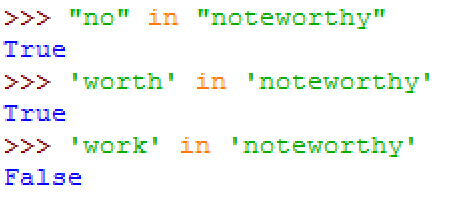 >>> "no" in "noteworthy"
True
>>> 'worth' in 'noteworthy'
True
>>> 'work' in 'noteworthy'
False